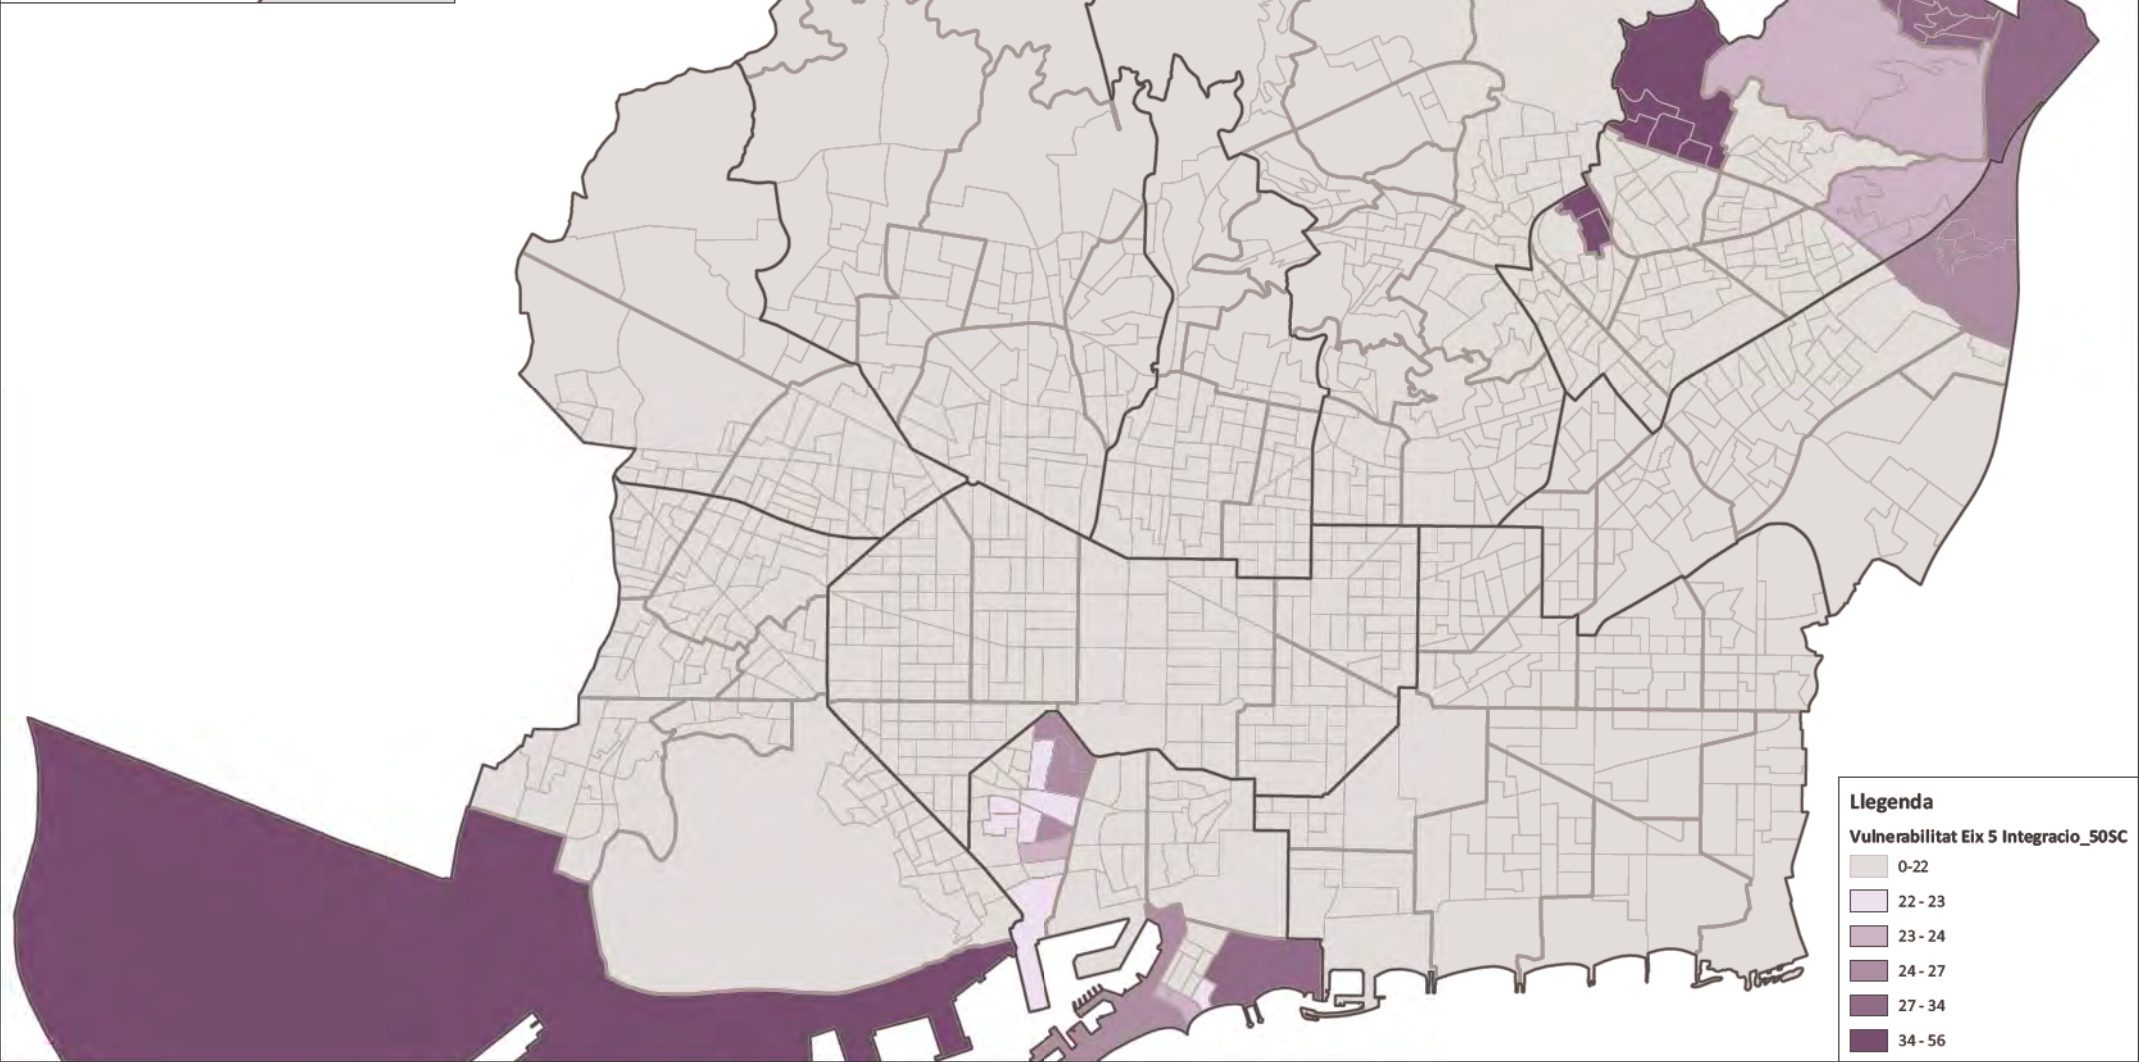 Llegenda
Vulnerabilitat Eix 5 Integracio_50SC
0-22
22 - 23
23 - 24
24 - 27
27 - 34
34 - 56